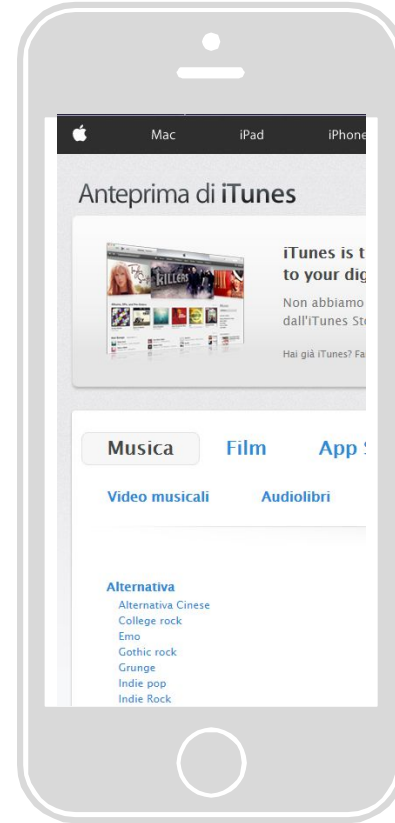 Mac iPad iPhone
Anteprima di iTunes
iTunes is t
to your dig
Non abbiamo
dall'iTunes Sto
Hai già iTunes? Fa
KILLERS
Musica Film App S
Video musicali Audiolibri
Alternativa
Alternativa Cinese
College rock
Emo
Gothic rock
Grunge
Indie pop
Indie Rock